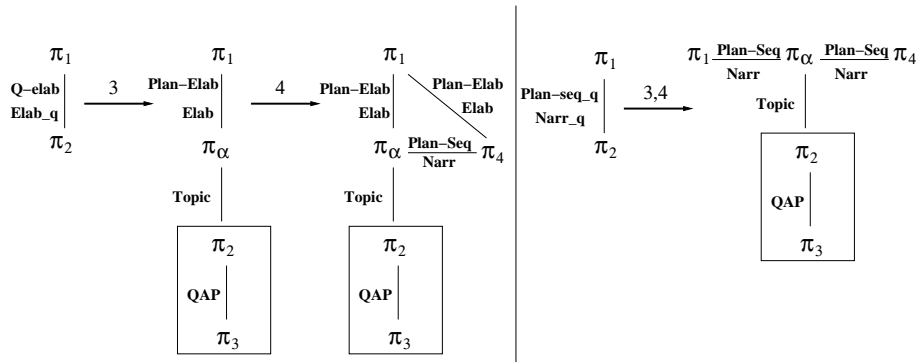 π1 π1 π1
Q−elab Plan−Elab Plan−Elab Plan−Elab
3 4
Elab_q Elab Elab Elab
π2 πα πα Plan−Seq π4
Narr
Topic Topic
π2 π2
QAP QAP
π3 π3
π1 π1 Plan−Seq πα Plan−Seq π4
Narr Narr
Plan−seq_q 3,4 Topic
Narr_q
π2 π2
QAP
π3